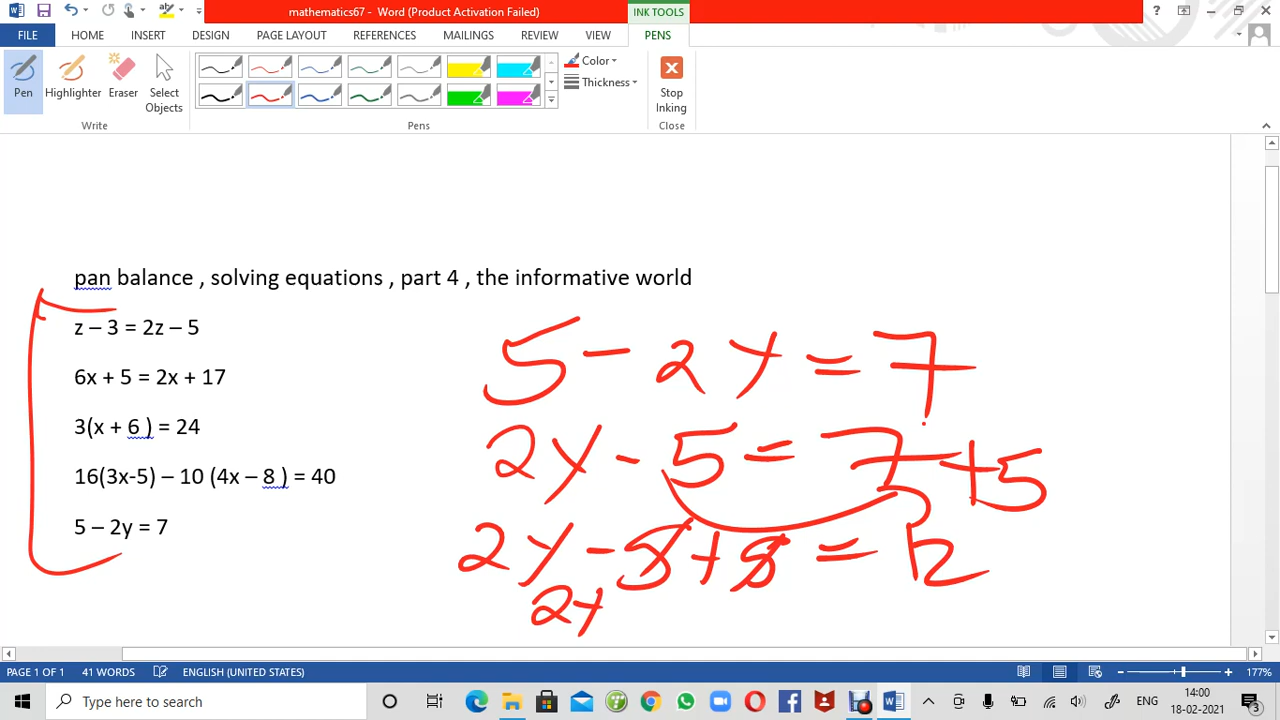 mathematics67 - Word (Product Activation Failed)
INK TOOLS
FILE HOME INSERT DESIGN PAGE LAYOUT REFERENCES MAILINGS REVIEW VIEW PENS
Pen Highlighter Eraser Select Objects
Color
Thickness
Stop Inking
Write Pens Close
pan balance , solving equations , part 4 , the informative world
z – 3 = 2z – 5
6x + 5 = 2x + 17
3(x + 6 ) = 24
16(3x-5) – 10 (4x – 8 ) = 40
5 – 2y = 7
5 - 2y = 7
2y - 5 = 7 + 5
2y - 5 + 5 = 12
2y
PAGE 1 OF 1 41 WORDS ENGLISH (UNITED STATES) 177%
Type here to search
ENG 14:00 18-02-2021 3